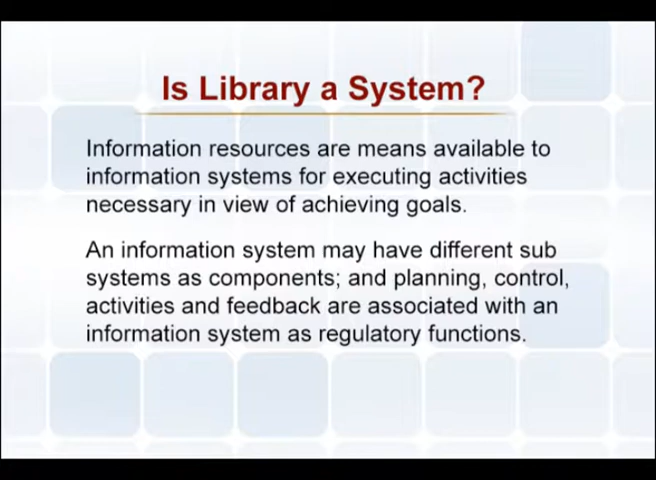 Is Library a System?
Information resources are means available to
information systems for executing activities
necessary in view of achieving goals.
An information system may have different sub
systems as components; and planning, control,
activities and feedback are associated with an
information system as regulatory functions.